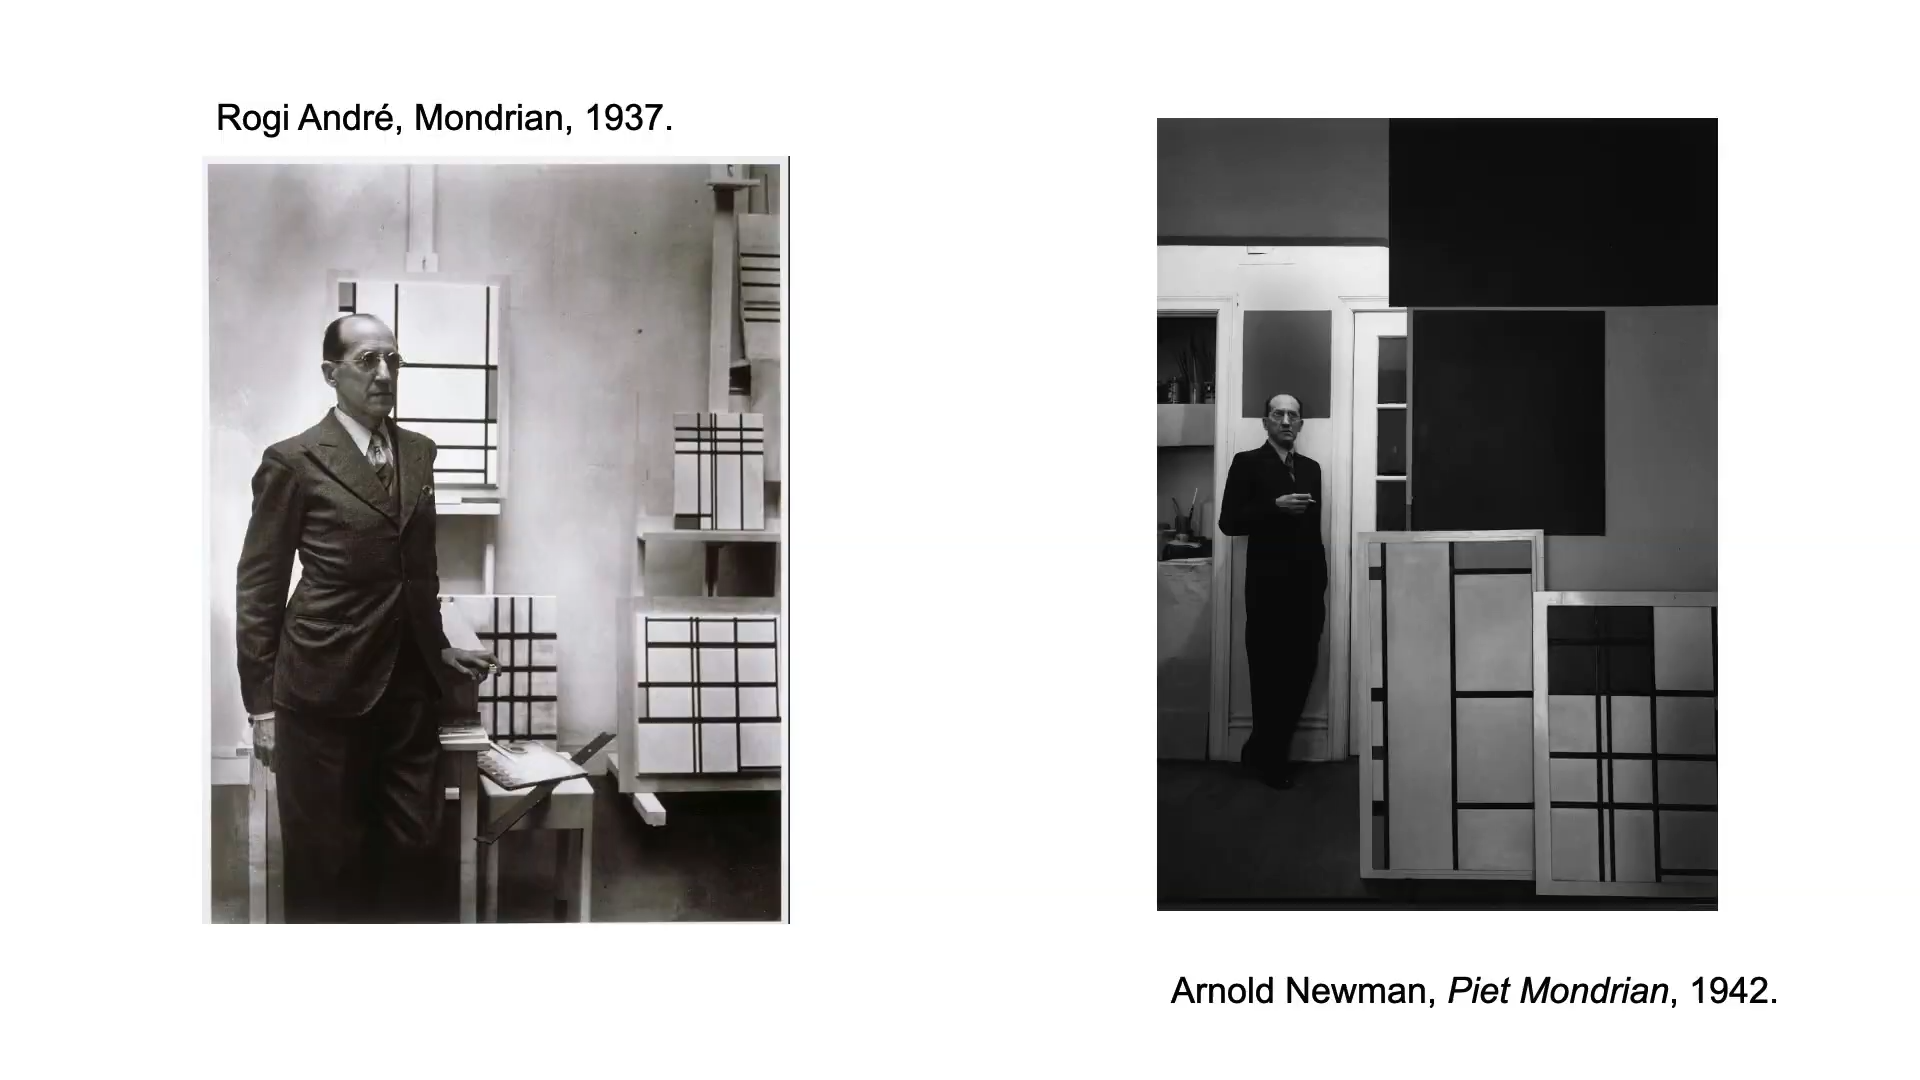 Rogi André, Mondrian, 1937.
Arnold Newman, Piet Mondrian, 1942.